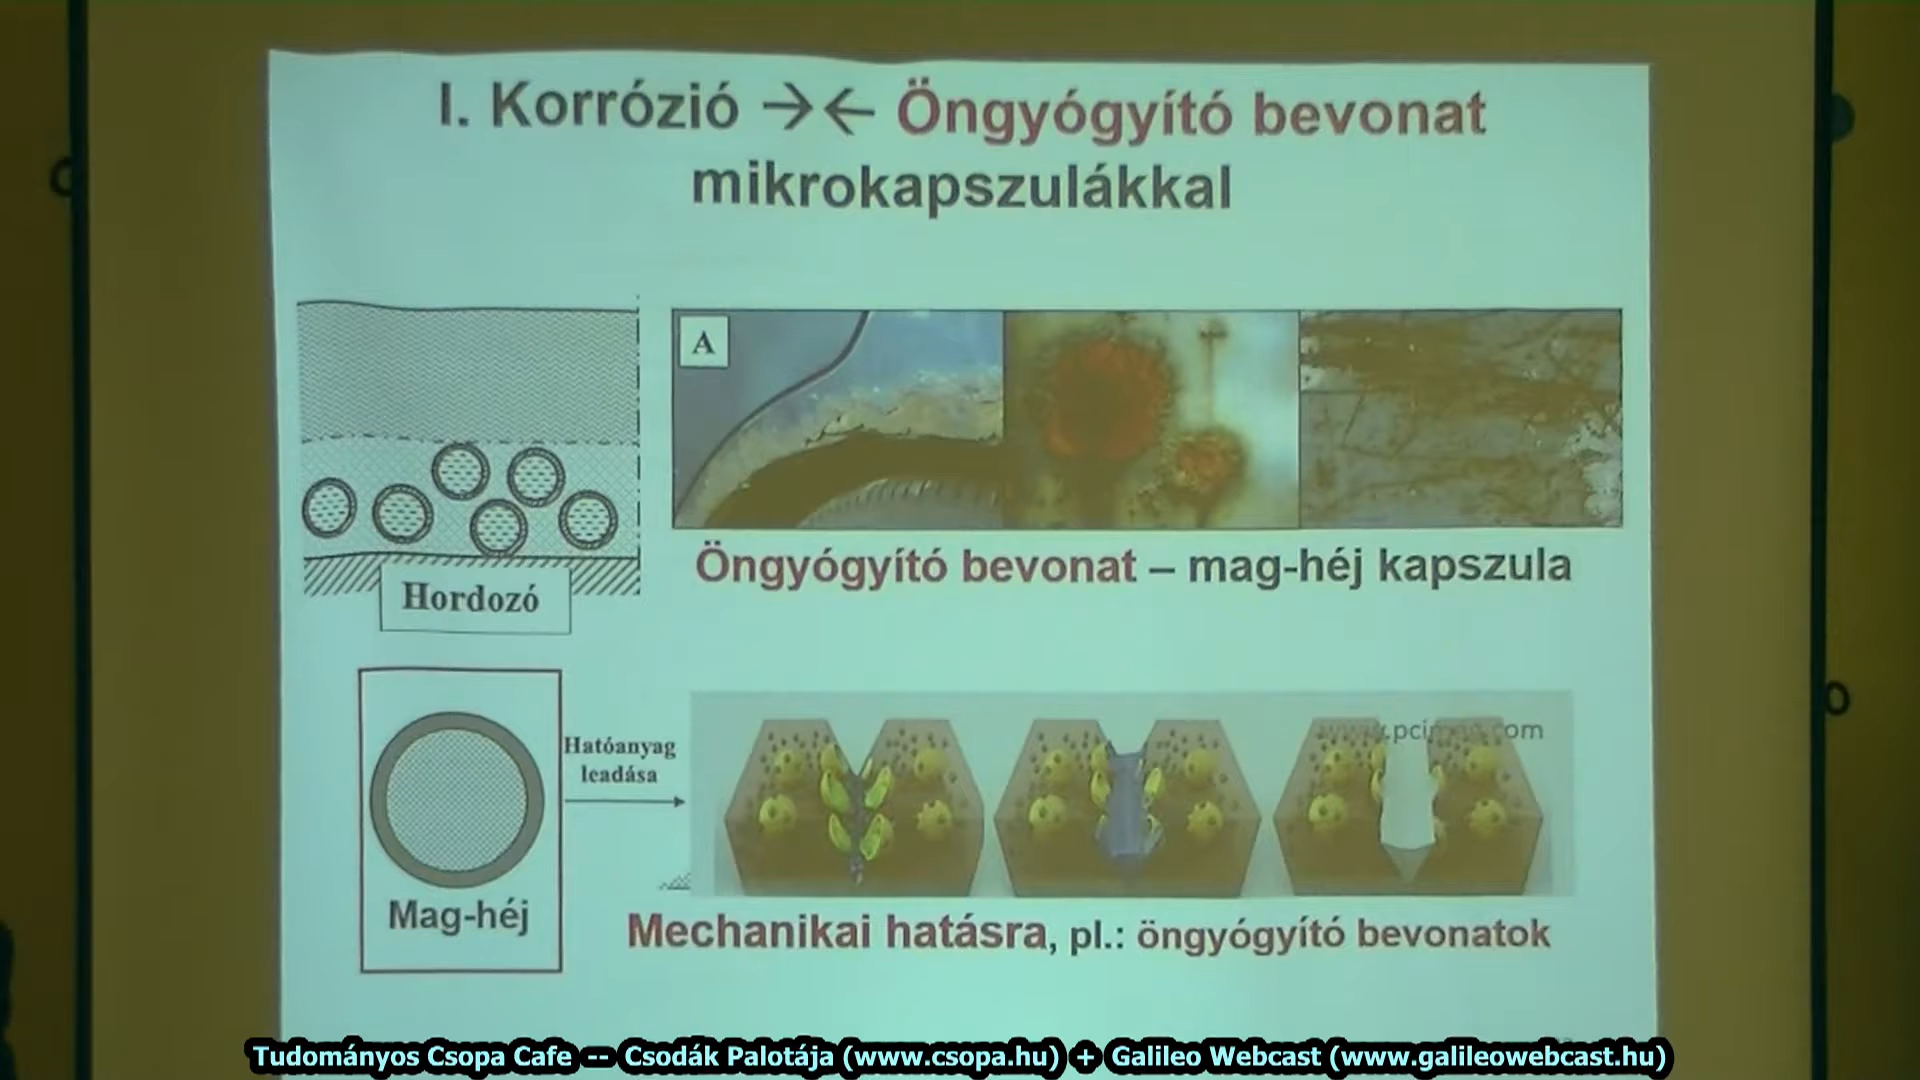 I. Korrózió →← Öngyógyító bevonat
mikrokapszulákkal
A
Öngyógyító bevonat – mag-héj kapszula
Hordozó
Hatóanyag
leadása
Mag-héj
Mechanikai hatásra, pl.: öngyógyító bevonatok
Tudományos Csopa Cafe -- Csodák Palotája (www.csopa.hu) + Galileo Webcast (www.galileowebcast.hu)